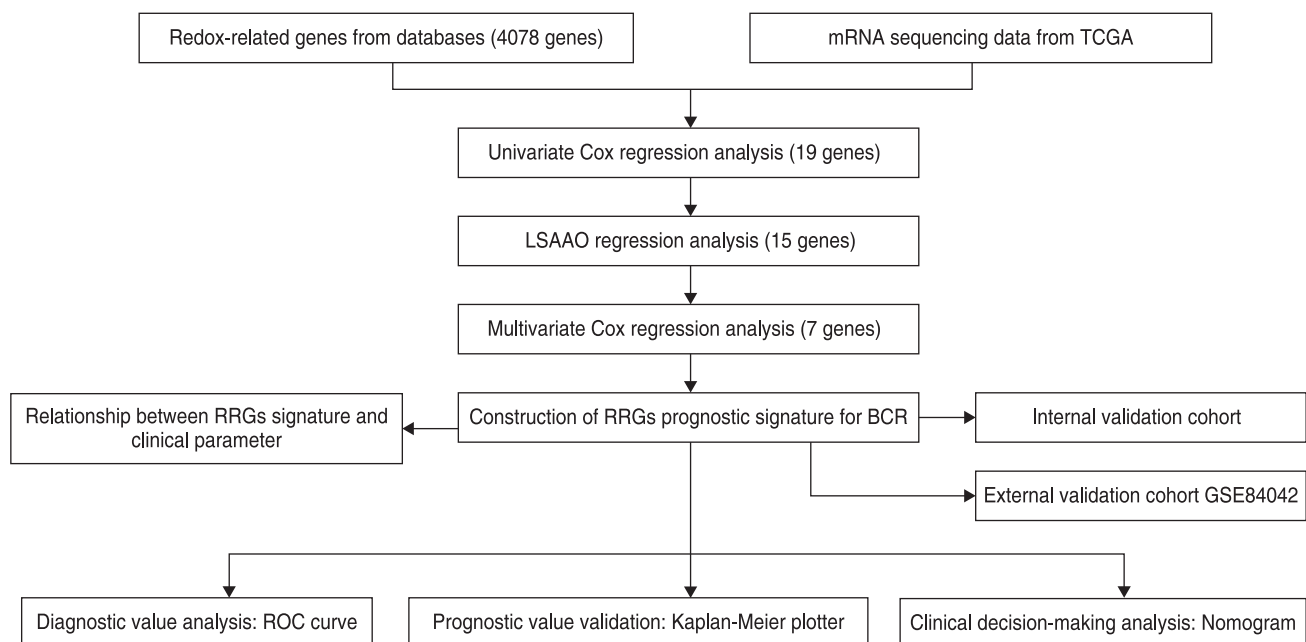 Redox-related genes from databases (4078 genes)
mRNA sequencing data from TCGA
Univariate Cox regression analysis (19 genes)
LSAAO regression analysis (15 genes)
Multivariate Cox regression analysis (7 genes)
Relationship between RRGs signature and
clinical parameter
Construction of RRGs prognostic signature for BCR
Internal validation cohort
External validation cohort GSE84042
Diagnostic value analysis: ROC curve
Prognostic value validation: Kaplan-Meier plotter
Clinical decision-making analysis: Nomogram